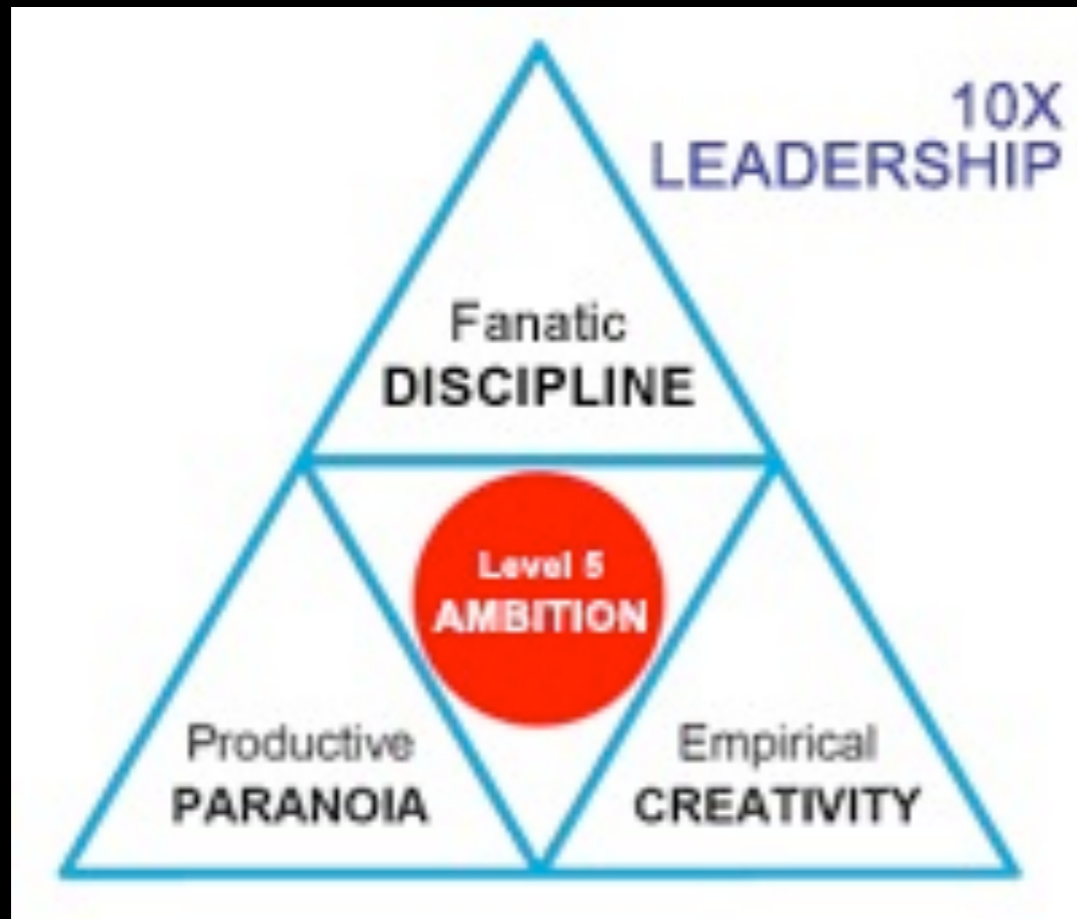 10X
LEADERSHIP
Fanatic
DISCIPLINE
Level 5
AMBITION
Productive
PARANOIA
Empirical
CREATIVITY